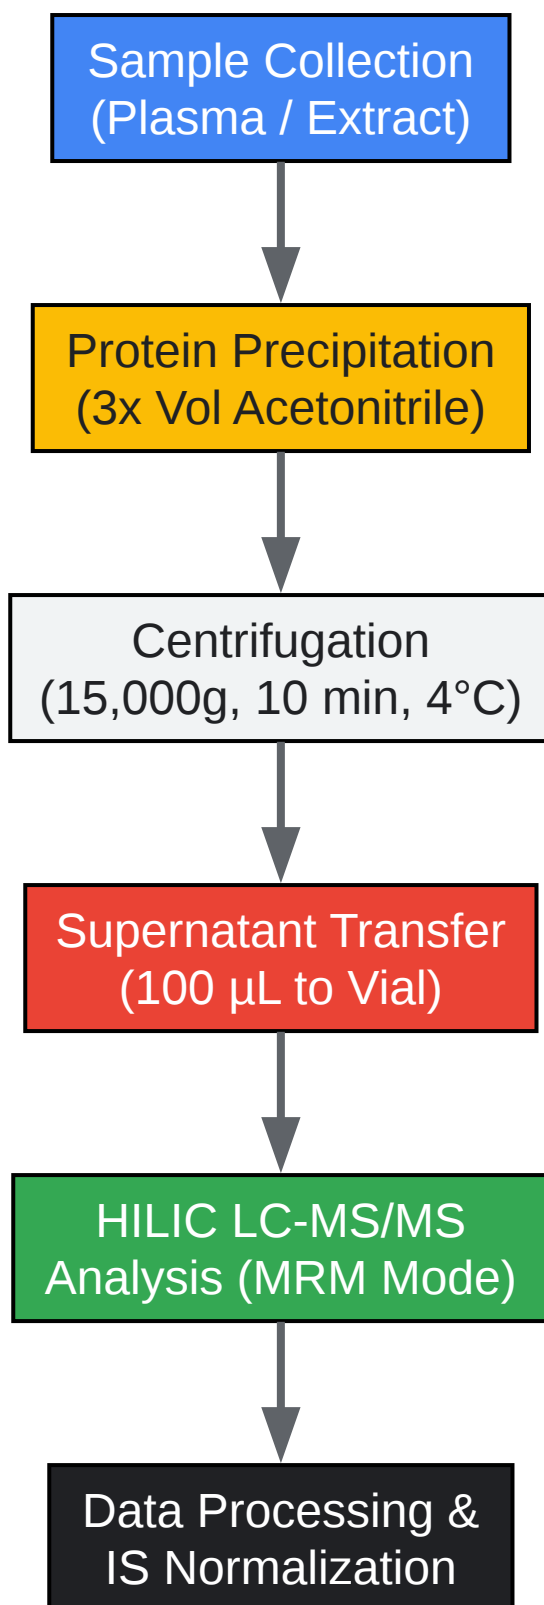 Sample Collection
(Plasma / Extract)
Protein Precipitation
(3x Vol Acetonitrile)
Centrifugation
(15,000g, 10 min, 4°C)
Supernatant Transfer
(100 µL to Vial)
HILIC LC-MS/MS
Analysis (MRM Mode)
Data Processing &
IS Normalization